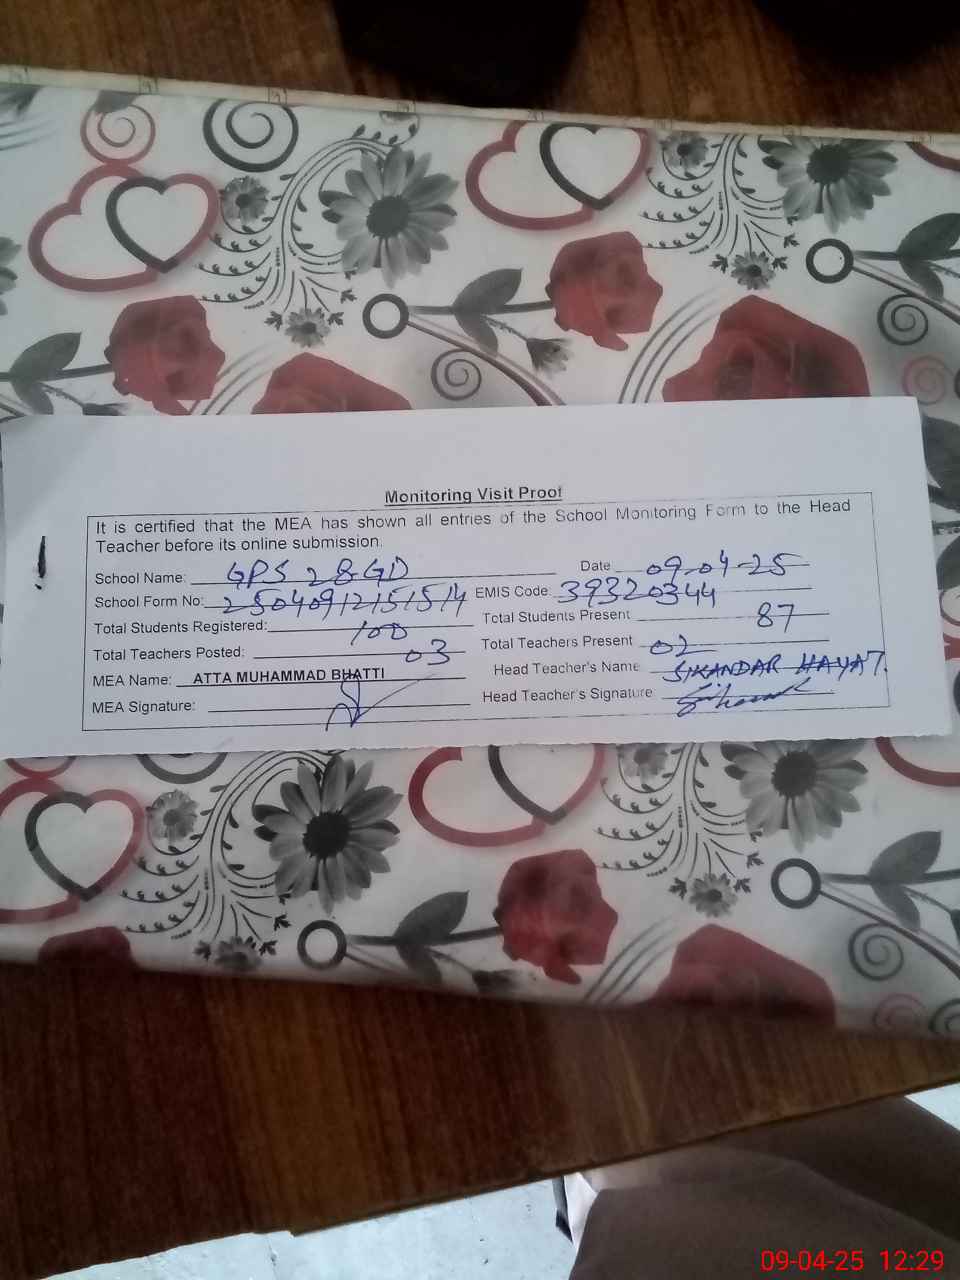 Monitoring Visit Proof
It is certified that the MEA has shown all entries of the School Monitoring Form to the Head
Teacher before its online submission.
School Name: GPS 28 GD Date 09-04-25
School Form No: 25040912151514 EMIS Code: 39320344
Total Students Registered: 100 Total Students Present 87
Total Teachers Posted: 03 Total Teachers Present 02
MEA Name: ATTA MUHAMMAD BHATTI Head Teacher's Name SIKANDAR HAYAT.
MEA Signature: Head Teacher's Signature
09-04-25 12:29